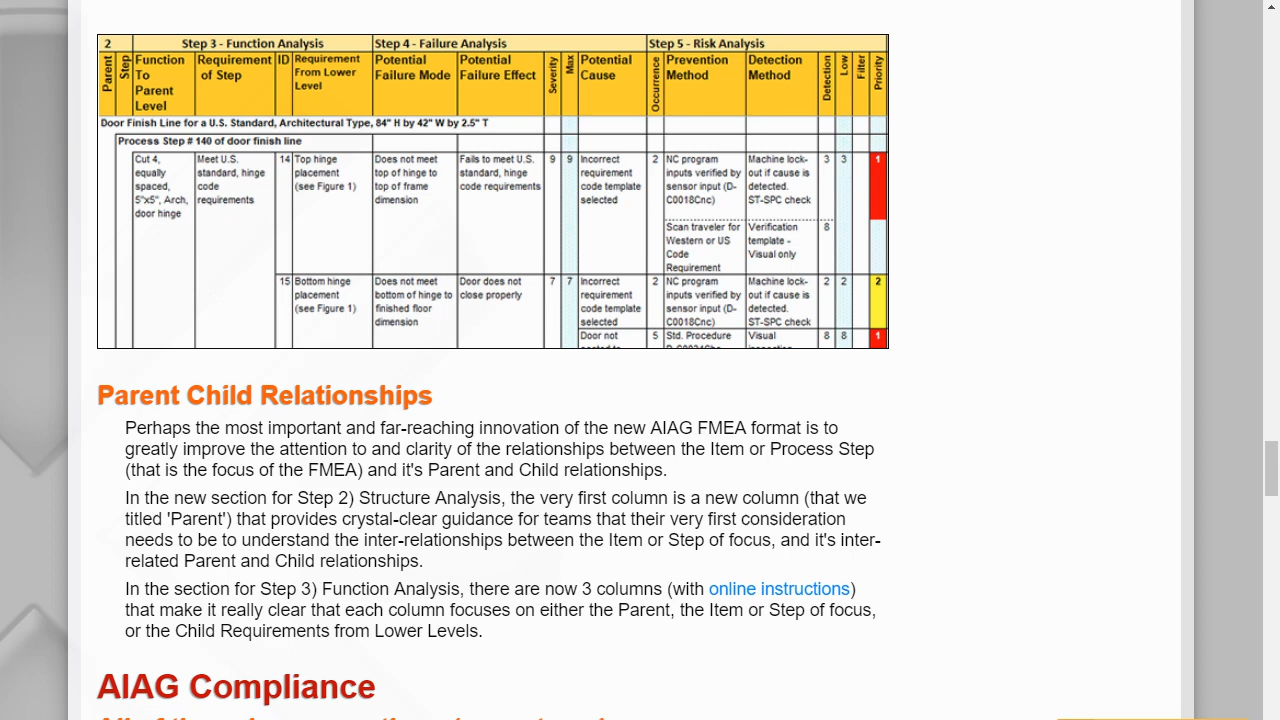 2 Step 3 - Function Analysis Step 4 - Failure Analysis Step 5 - Risk Analysis
Parent Step Function To Parent Level Requirement of Step ID Requirement From Lower Level Potential Failure Mode Potential Failure Effect Severity Max Potential Cause Occurrence Prevention Method Detection Method Detection Low Filter Priority
Door Finish Line for a U.S. Standard, Architectural Type, 84" H by 42" W by 2.5" T
Process Step # 140 of door finish line
Cut 4, Meet U.S. 14 Top hinge Does not meet Fails to meet U.S. 9 9 Incorrect 2 NC program Machine lock- 3 3 1
equally standard, hinge placement top of hinge to standard, hinge requirement inputs verified by out if cause is
spaced, code (see Figure 1) top of frame code requirements code template sensor input (D- detected.
5"x5", Arch, requirements dimension selected C0018Cnc) ST-SPC check
door hinge
Scan traveler for Verification 8
Western or US template -
Code Visual only
Requirement
15 Bottom hinge Does not meet Door does not 7 7 Incorrect 2 NC program Machine lock- 2 2 2
placement bottom of hinge to close properly requirement inputs verified by out if cause is
(see Figure 1) finished floor code template sensor input (D- detected.
dimension selected C0018Cnc) ST-SPC check
Door not 5 Std. Procedure Visual 8 8 1
Parent Child Relationships
Perhaps the most important and far-reaching innovation of the new AIAG FMEA format is to
greatly improve the attention to and clarity of the relationships between the Item or Process Step
(that is the focus of the FMEA) and it's Parent and Child relationships.
In the new section for Step 2) Structure Analysis, the very first column is a new column (that we
titled 'Parent') that provides crystal-clear guidance for teams that their very first consideration
needs to be to understand the inter-relationships between the Item or Step of focus, and it's inter-
related Parent and Child relationships.
In the section for Step 3) Function Analysis, there are now 3 columns (with online instructions)
that make it really clear that each column focuses on either the Parent, the Item or Step of focus,
or the Child Requirements from Lower Levels.
AIAG Compliance